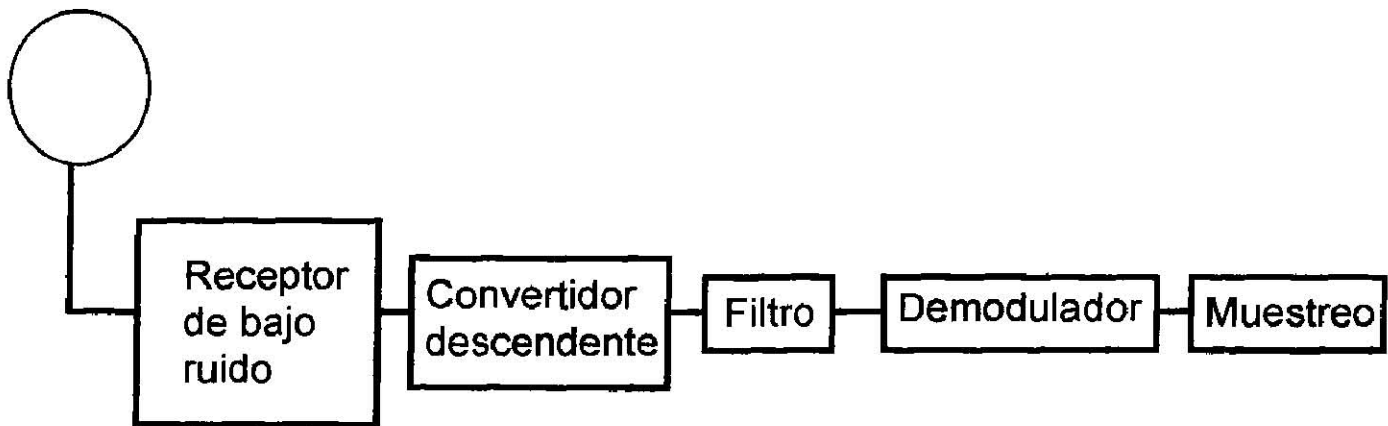 Receptor
de bajo
ruido
Convertidor
descendente
Filtro
Demodulador
Muestreo